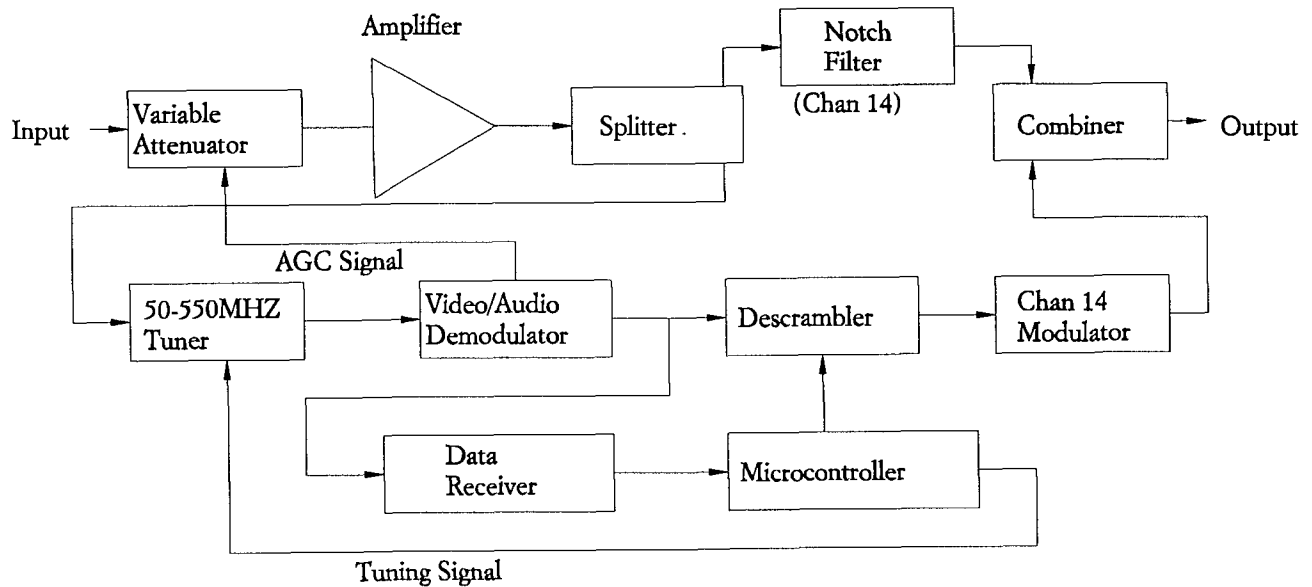 Amplifier
Notch
Filter
(Chan 14)
Input
Variable
Attenuator
Splitter .
Combiner
Output
AGC Signal
50-550MHZ
Tuner
Video/Audio
Demodulator
Descrambler
Chan 14
Modulator
Data
Receiver
Microcontroller
Tuning Signal